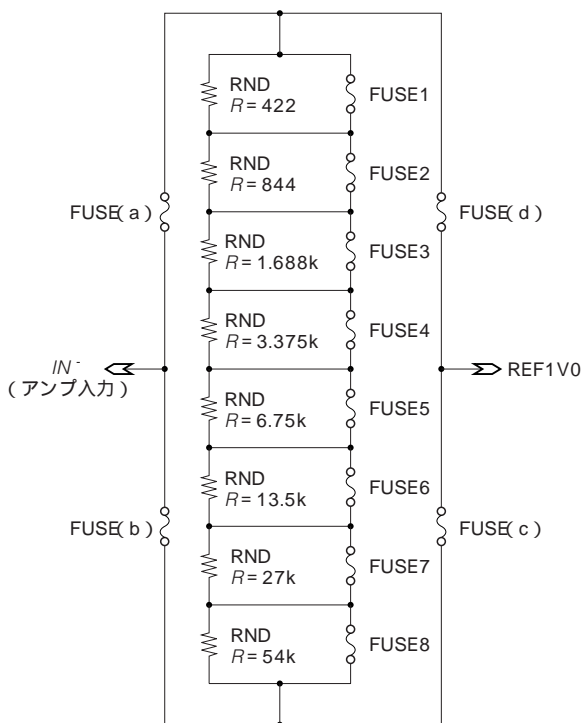 RND
R=422
FUSE1
RND
R=844
FUSE2
FUSE(a)
FUSE(d)
RND
R=1.688k
FUSE3
RND
R=3.375k
FUSE4
IN-
(アンプ入力)
REF1V0
RND
R=6.75k
FUSE5
RND
R=13.5k
FUSE6
FUSE(b)
FUSE(c)
RND
R=27k
FUSE7
RND
R=54k
FUSE8